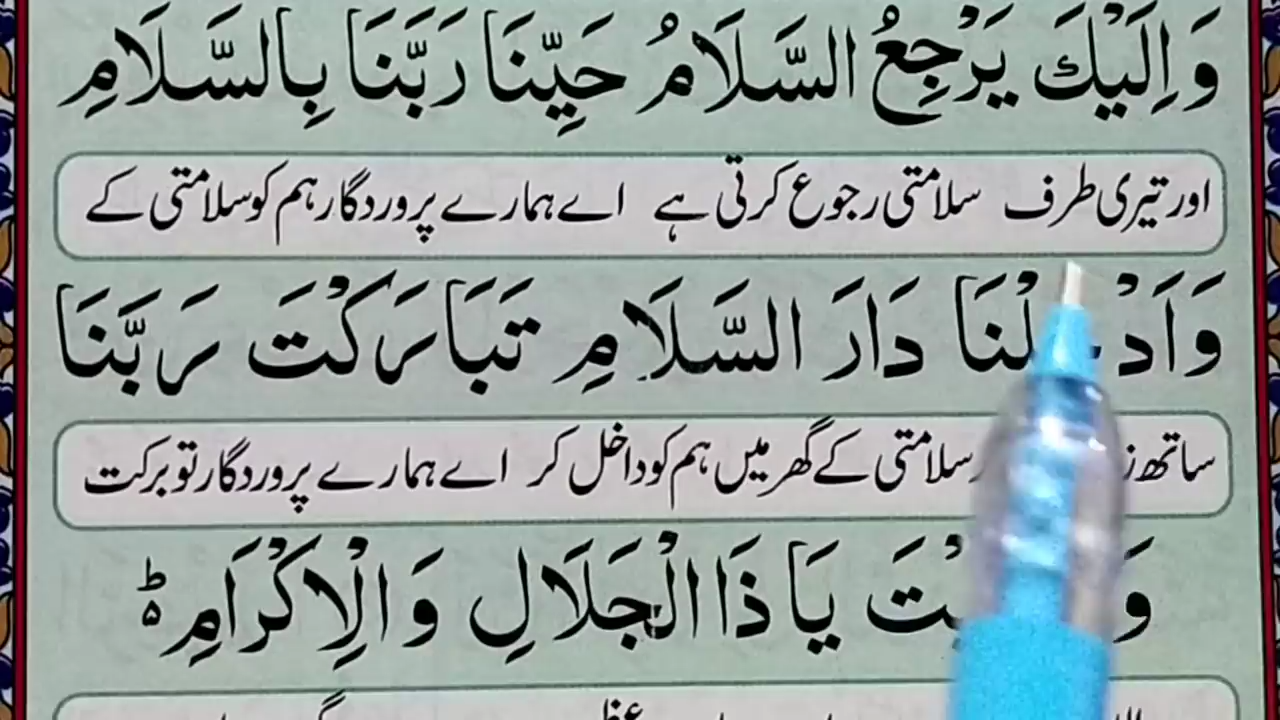 وَاِلَيْكَ يَرْجِعُ السَّلَامُ حَيِّنَا رَبَّنَا بِالسَّلَامِ
اور تیری طرف سلامتی رجوع کرتی ہے اے ہمارے پروردگار ہم کو سلامتی کے
وَاَدْخِلْنَا دَارَ السَّلَامِ تَبَارَكْتَ رَبَّنَا
ساتھ سلامتی کے گھر میں ہم کو داخل کر اے ہمارے پروردگار تو برکت
يَا ذَا الْجَلَالِ وَالْاِكْرَامِ ؕ